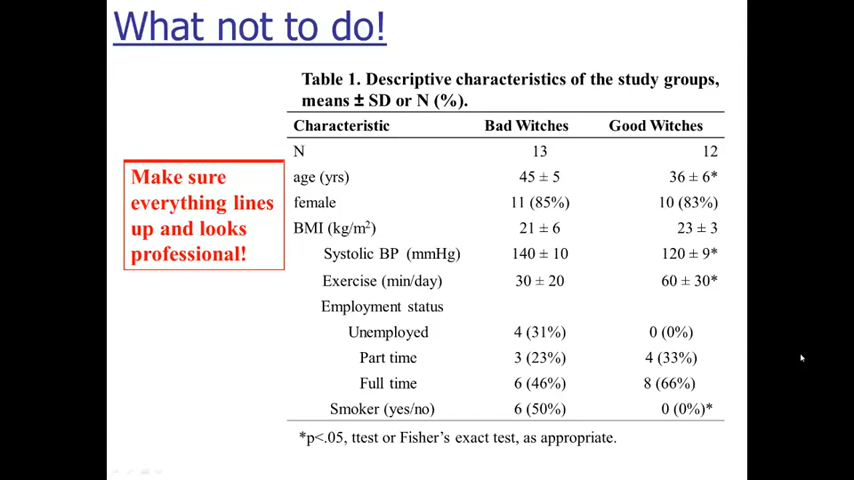 What not to do!
Table 1. Descriptive characteristics of the study groups,
means ± SD or N (%).
Characteristic Bad Witches Good Witches
N 13 12
Make sure
everything lines
up and looks
professional!
age (yrs) 45 ± 5 36 ± 6*
female 11 (85%) 10 (83%)
BMI (kg/m²) 21 ± 6 23 ± 3
Systolic BP (mmHg) 140 ± 10 120 ± 9*
Exercise (min/day) 30 ± 20 60 ± 30*
Employment status
Unemployed 4 (31%) 0 (0%)
Part time 3 (23%) 4 (33%)
Full time 6 (46%) 8 (66%)
Smoker (yes/no) 6 (50%) 0 (0%)*
*p<.05, ttest or Fisher’s exact test, as appropriate.